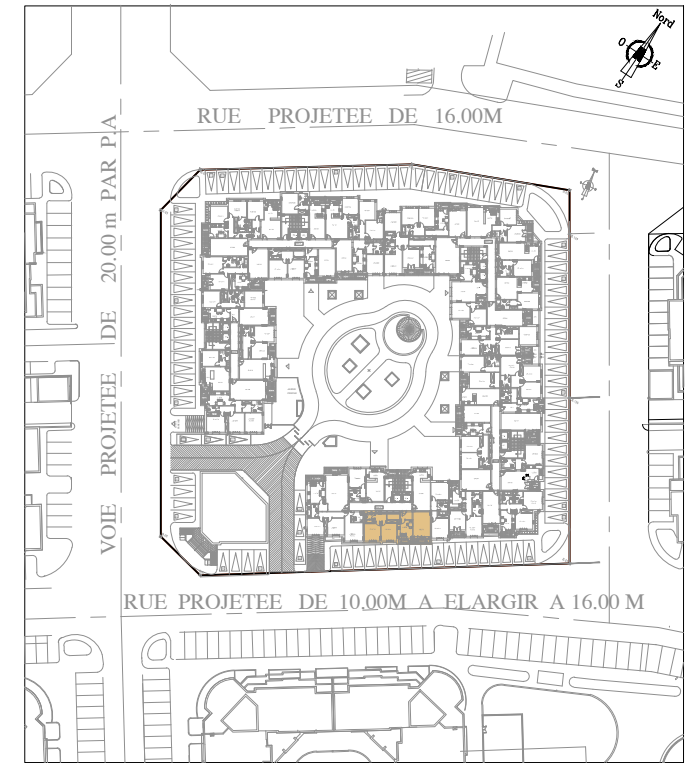 Nord
O
E
S
RUE PROJETEE DE 16.00M
VOIE PROJETEE DE 20.00 m PAR P.A
RUE PROJETEE DE 10.00M A ELARGIR A 16.00 M